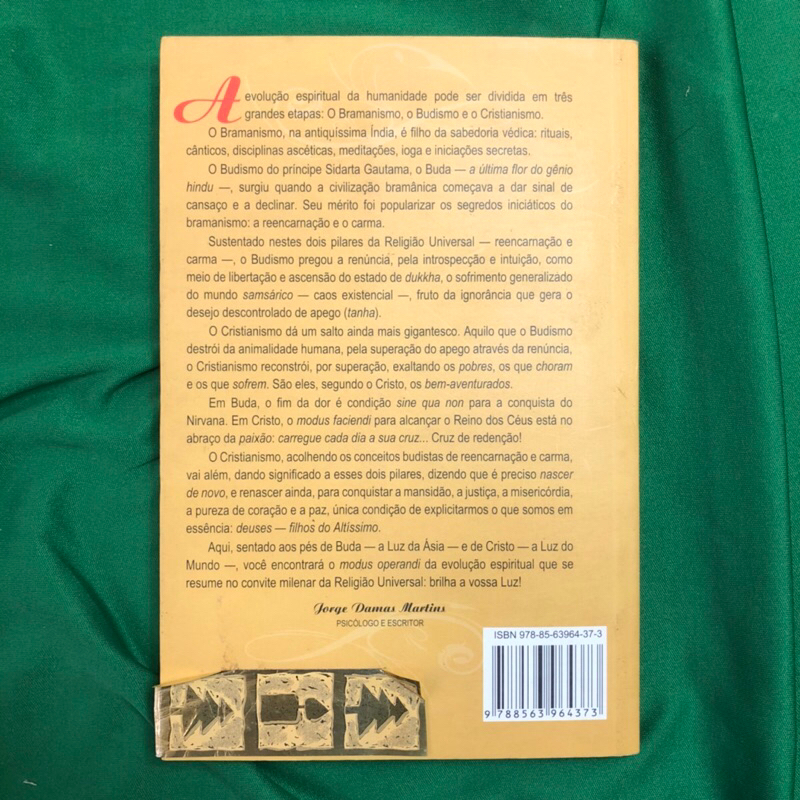 A evolução espiritual da humanidade pode ser dividida em três
grandes etapas: O Bramanismo, o Budismo e o Cristianismo.
O Bramanismo, na antiquíssima Índia, é filho da sabedoria védica: rituais,
cânticos, disciplinas ascéticas, meditações, ioga e iniciações secretas.
O Budismo do príncipe Sidarta Gautama, o Buda — a última flor do gênio
hindu —, surgiu quando a civilização bramânica começava a dar sinal de
cansaço e a declinar. Seu mérito foi popularizar os segredos iniciáticos do
bramanismo: a reencarnação e o carma.
Sustentado nestes dois pilares da Religião Universal — reencarnação e
carma —, o Budismo pregou a renúncia, pela introspecção e intuição, como
meio de libertação e ascensão do estado de dukkha, o sofrimento generalizado
do mundo samsárico — caos existencial —, fruto da ignorância que gera o
desejo descontrolado de apego (tanha).
O Cristianismo dá um salto ainda mais gigantesco. Aquilo que o Budismo
destrói da animalidade humana, pela superação do apego através da renúncia,
o Cristianismo reconstrói, por superação, exaltando os pobres, os que choram
e os que sofrem. São eles, segundo o Cristo, os bem-aventurados.
Em Buda, o fim da dor é condição sine qua non para a conquista do
Nirvana. Em Cristo, o modus faciendi para alcançar o Reino dos Céus está no
abraço da paixão: carregue cada dia a sua cruz... Cruz de redenção!
O Cristianismo, acolhendo os conceitos budistas de reencarnação e carma,
vai além, dando significado a esses dois pilares, dizendo que é preciso nascer
de novo, e renascer ainda, para conquistar a mansidão, a justiça, a misericórdia,
a pureza de coração e a paz, única condição de explicitarmos o que somos em
essência: deuses — filhos do Altíssimo.
Aqui, sentado aos pés de Buda — a Luz da Ásia — e de Cristo — a Luz do
Mundo —, você encontrará o modus operandi da evolução espiritual que se
resume no convite milenar da Religião Universal: brilha a vossa Luz!
Jorge Damas Martins
PSICÓLOGO E ESCRITOR
ISBN 978-85-63964-37-3
9 788563 964373